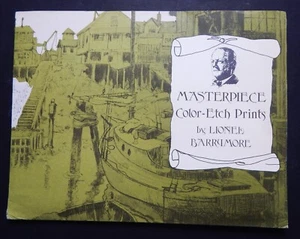 MASTERPIECE
Color-Etch Prints
by LIONEL
BARRYMORE